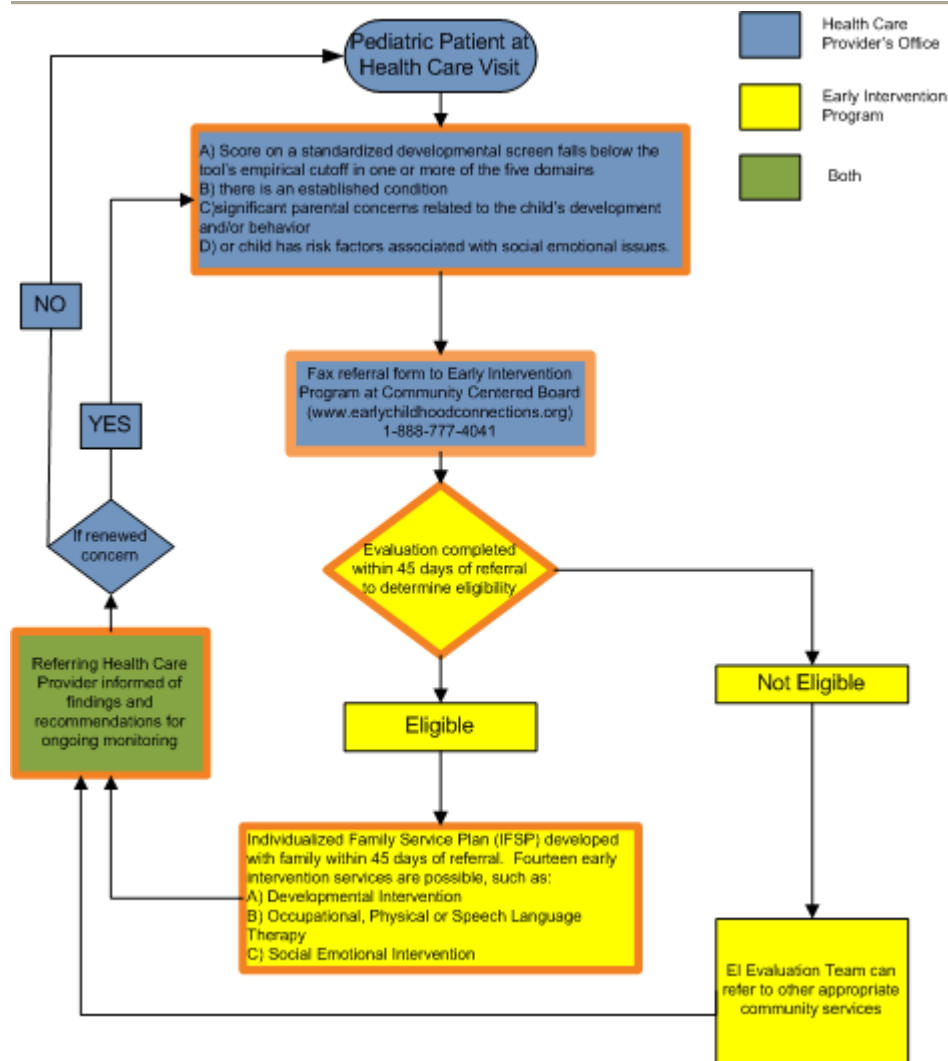 Pediatric Patient at
Health Care Visit
Health Care
Provider's Office
Early Intervention
Program
Both
A) Score on a standardized developmental screen falls below the
tool's empirical cutoff in one or more of the five domains
B) there is an established condition
C)significant parental concerns related to the child's development
and/or behavior
D) or child has risk factors associated with social emotional issues.
NO
YES
Fax referral form to Early Intervention
Program at Community Centered Board
(www.earlychildhoodconnections.org)
1-888-777-4041
If renewed
concern
Evaluation completed
within 45 days of referral
to determine eligibility
Referring Health Care
Provider informed of
findings and
recommendations for
ongoing monitoring
Eligible
Not Eligible
Individualized Family Service Plan (IFSP) developed
with family within 45 days of referral.  Fourteen early
intervention services are possible, such as:
A) Developmental Intervention
B) Occupational, Physical or Speech Language
Therapy
C) Social Emotional Intervention
EI Evaluation Team can
refer to other appropriate
community services